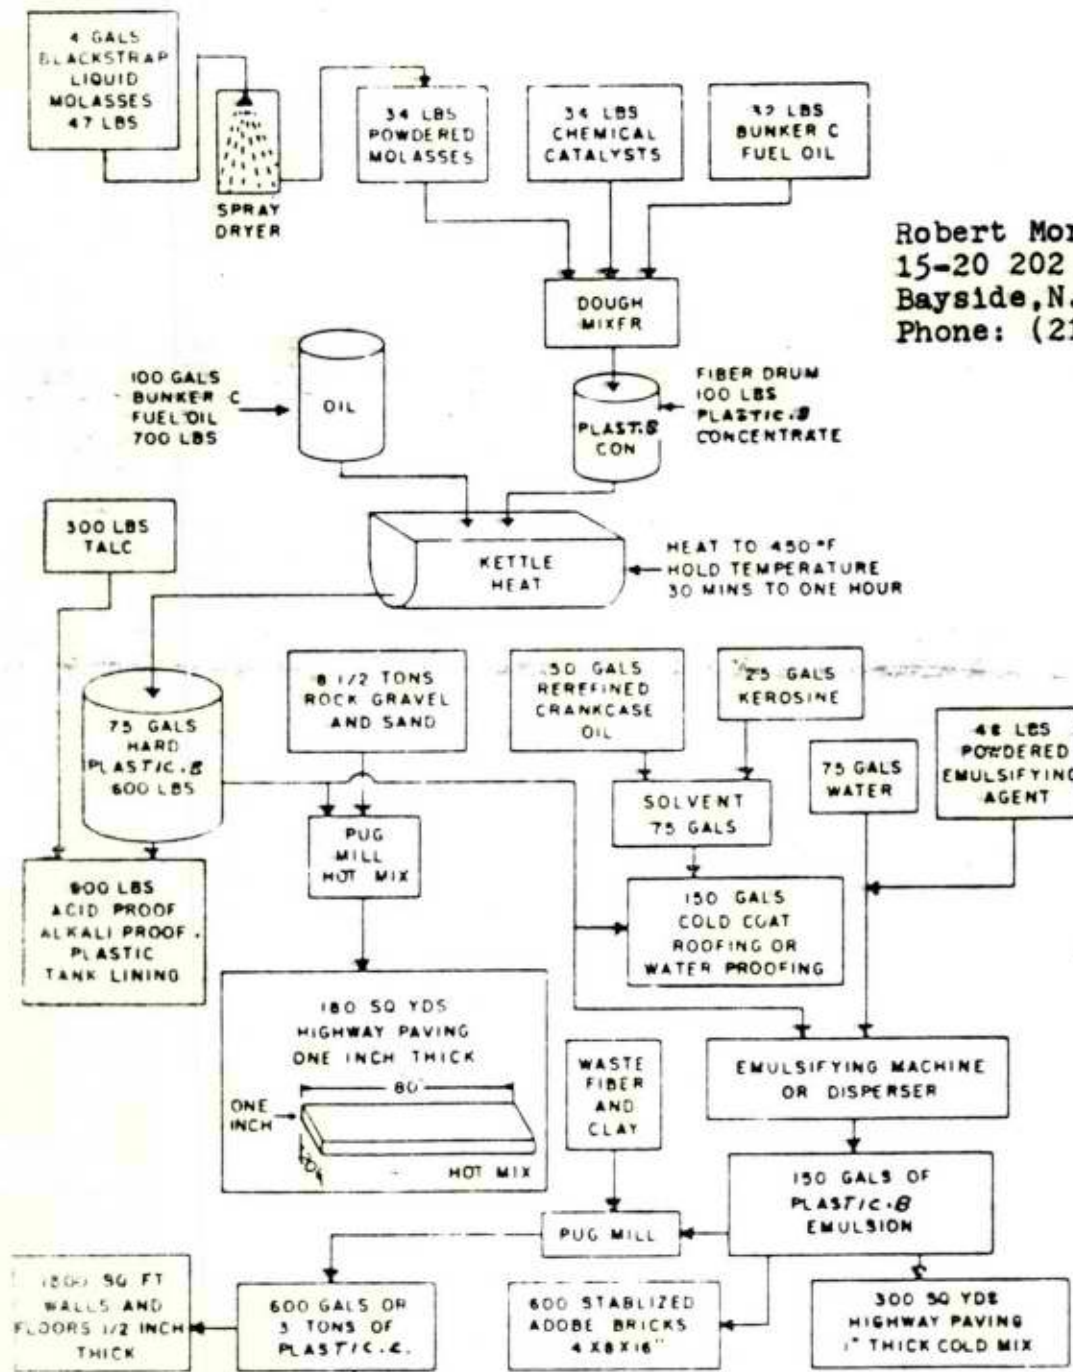 4 GALS
BLACKSTRAP
LIQUID
MOLASSES
47 LBS
SPRAY
DRYER
34 LBS
POWDERED
MOLASSES
34 LBS
CHEMICAL
CATALYSTS
32 LBS
BUNKER C
FUEL OIL
Robert Mor
15-20 202
Bayside,N.
Phone: (21
DOUGH
MIXER
100 GALS
BUNKER C
FUEL OIL
700 LBS
OIL
PLAST.B
CON
FIBER DRUM
100 LBS
PLASTIC.B
CONCENTRATE
300 LBS
TALC
KETTLE
HEAT
HEAT TO 450°F
HOLD TEMPERATURE
30 MINS TO ONE HOUR
75 GALS
HARD
PLASTIC.B
600 LBS
8 1/2 TONS
ROCK GRAVEL
AND SAND
50 GALS
REREFINED
CRANKCASE
OIL
25 GALS
KEROSINE
SOLVENT
75 GALS
75 GALS
WATER
48 LBS
POWDERED
EMULSIFYING
AGENT
PUG
MILL
HOT MIX
900 LBS
ACID PROOF
ALKALI PROOF.
PLASTIC
TANK LINING
150 GALS
COLD COAT
ROOFING OR
WATER PROOFING
180 SQ YDS
HIGHWAY PAVING
ONE INCH THICK
80'
ONE
INCH
HOT MIX
WASTE
FIBER
AND
CLAY
EMULSIFYING MACHINE
OR DISPERSER
150 GALS OF
PLASTIC.B
EMULSION
PUG MILL
1800 SQ FT
WALLS AND
FLOORS 1/2 INCH
THICK
600 GALS OR
3 TONS OF
PLASTIC.C.
600 STABLIZED
ADOBE BRICKS
4 X 8 X 16"
300 SQ YDS
HIGHWAY PAVING
1" THICK COLD MIX